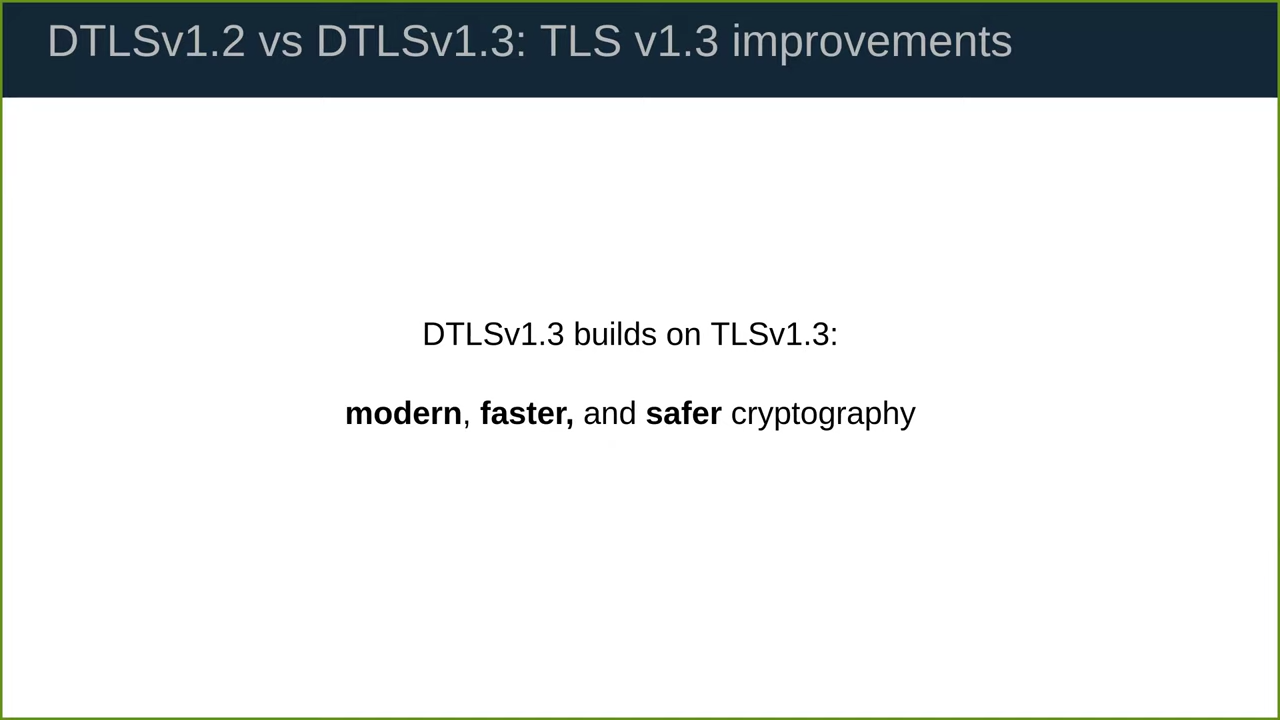 DTLSv1.2 vs DTLSv1.3: TLS v1.3 improvements
DTLSv1.3 builds on TLSv1.3:
modern, faster, and safer cryptography